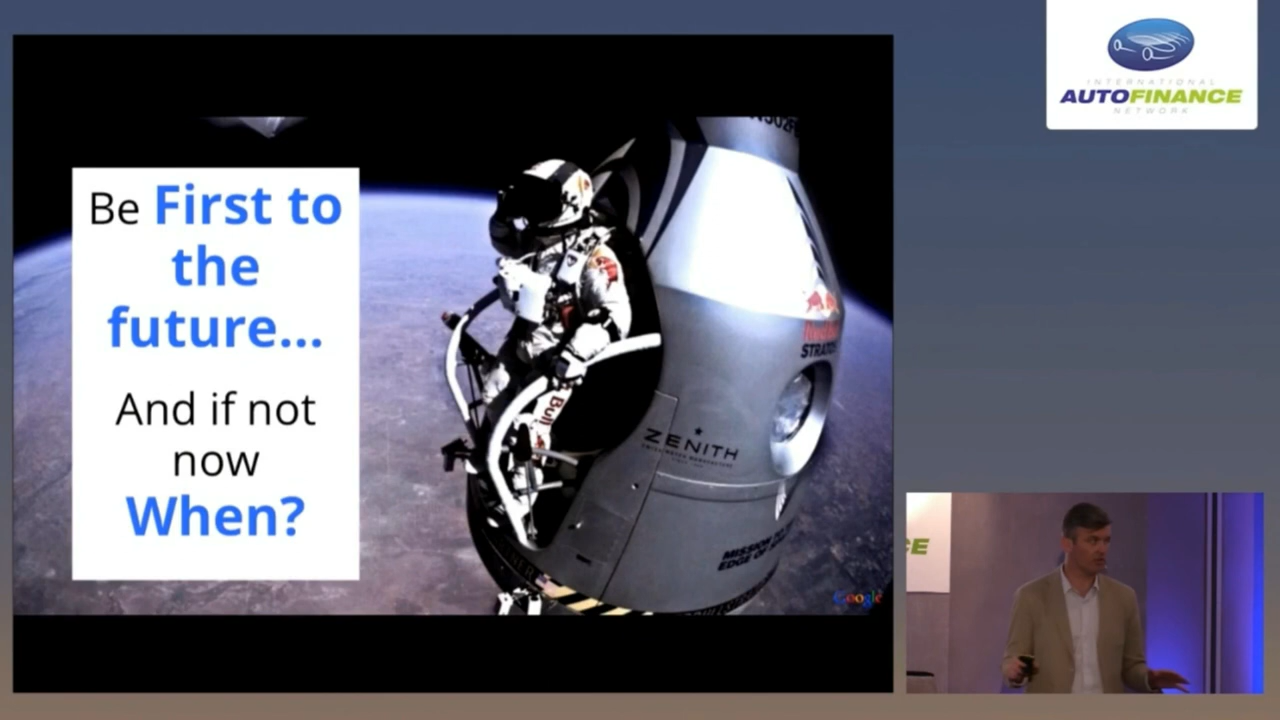 Be First to
the
future...
And if not
now
When?
INTERNATIONAL
AUTOFINANCE
NETWORK
Red Bull
STRATOS
Bull
ZENITH
MISSION TO THE
EDGE OF SPACE
Google
CE